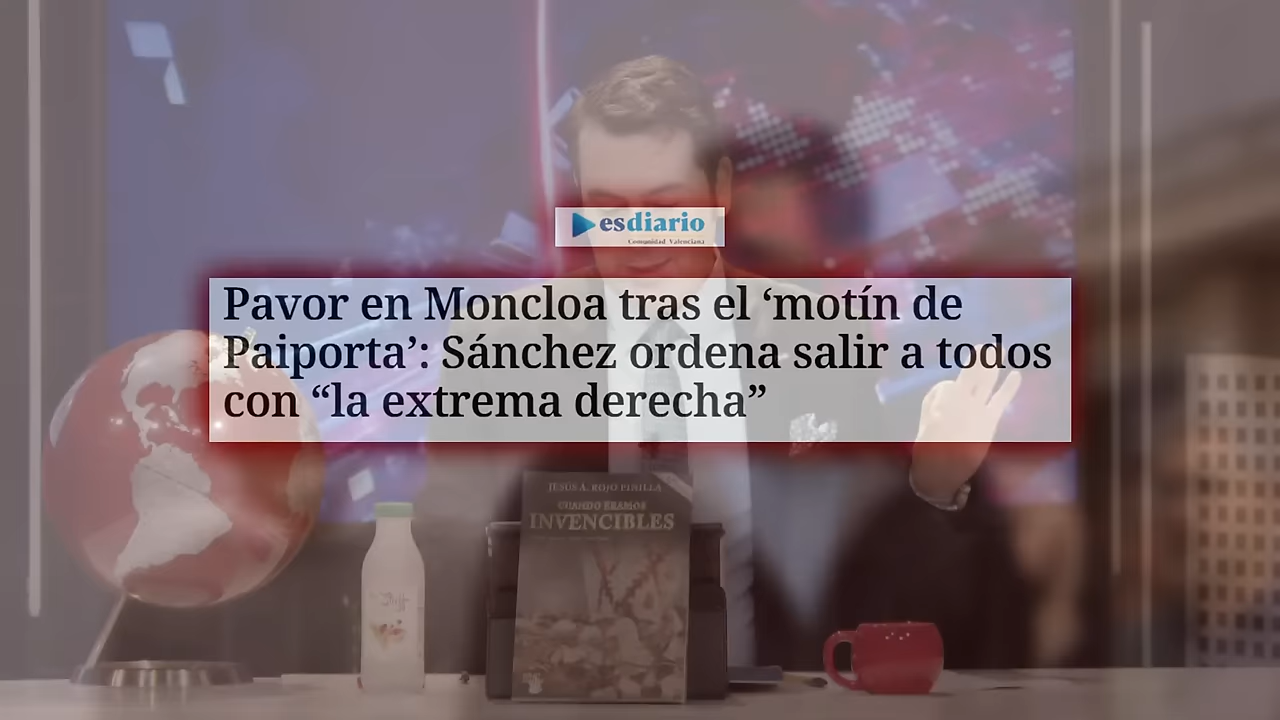 esdiario
Comunidad Valenciana
Pavor en Moncloa tras el ‘motín de
Paiporta’: Sánchez ordena salir a todos
con “la extrema derecha”
JESÚS Á. ROJO PINILLA
CUANDO ÉRAMOS
INVENCIBLES